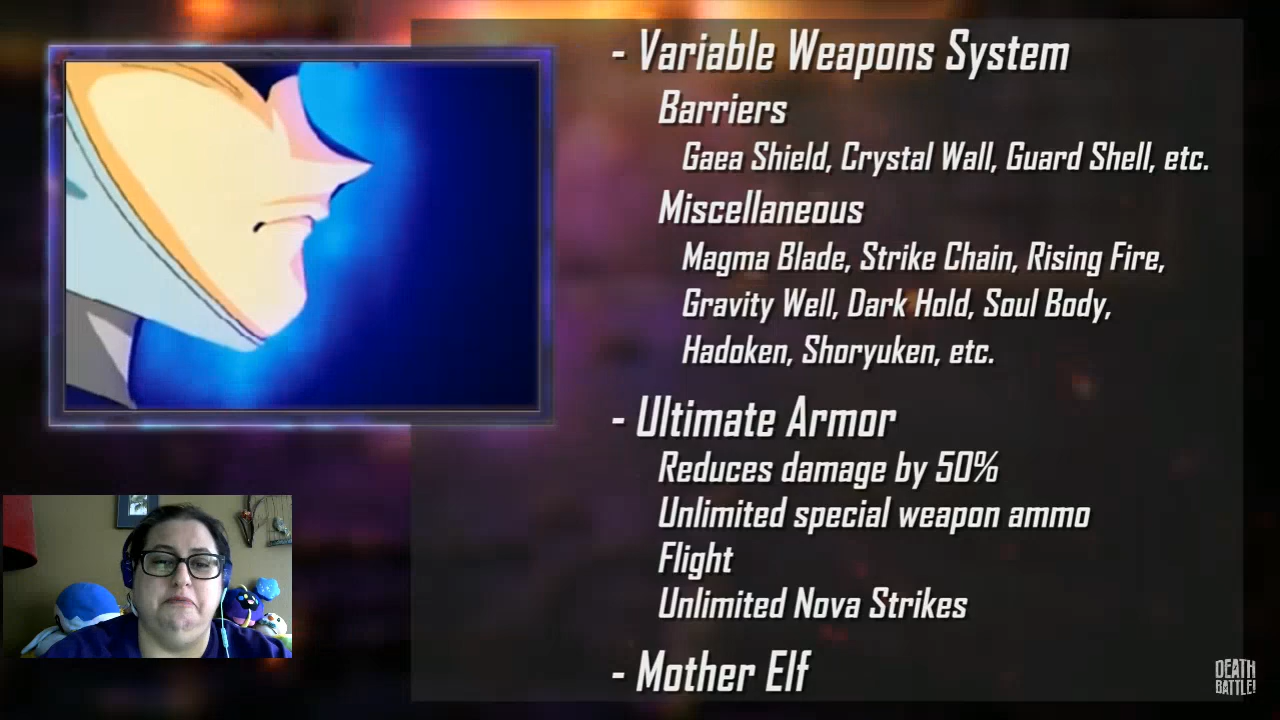 - Variable Weapons System
Barriers
Gaea Shield, Crystal Wall, Guard Shell, etc.
Miscellaneous
Magma Blade, Strike Chain, Rising Fire,
Gravity Well, Dark Hold, Soul Body,
Hadoken, Shoryuken, etc.
- Ultimate Armor
Reduces damage by 50%
Unlimited special weapon ammo
Flight
Unlimited Nova Strikes
- Mother Elf
DEATH
BATTLE!